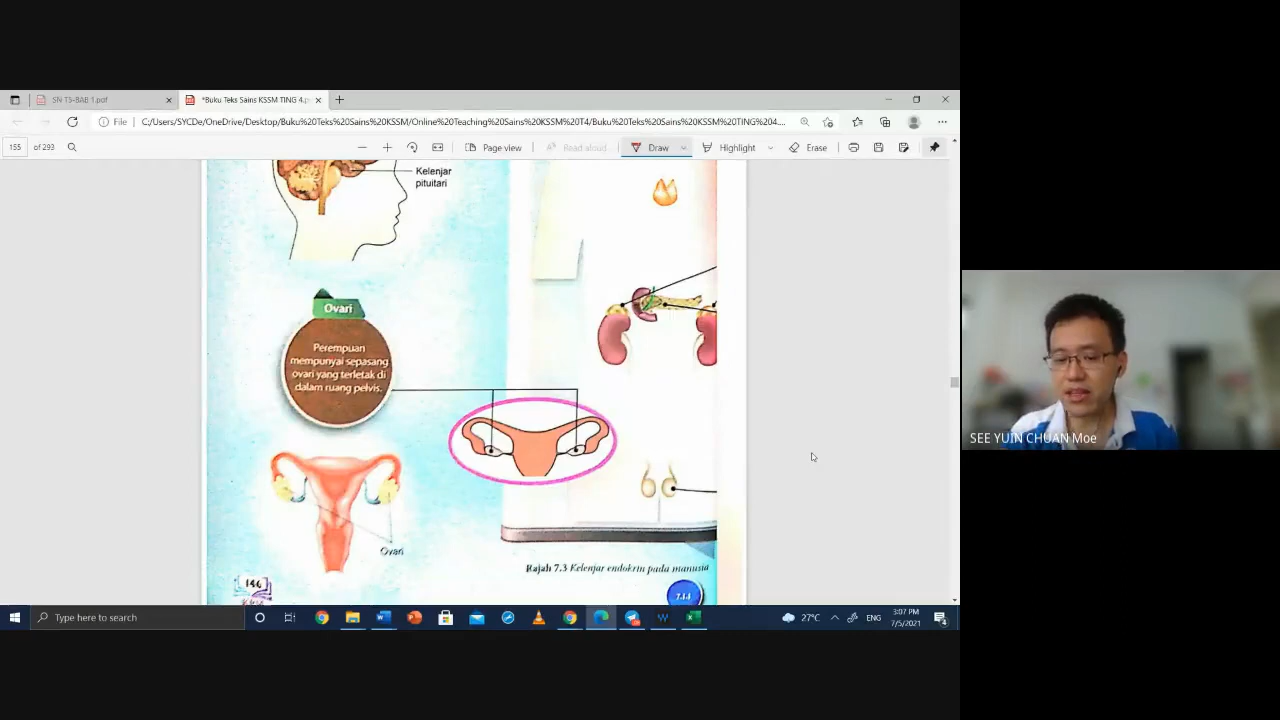 SN T5-BAB 1.pdf
*Buku Teks Sains KSSM TING 4.p
File
C:/Users/SYCDe/OneDrive/Desktop/Buku%20Teks%20Sains%20KSSM/Online%20Teaching%20Sains%20KSSM%20T4/Buku%20Teks%20Sains%20KSSM%20TING%204....
155 of 293
Page view
Read aloud
Draw
Highlight
Erase
Kelenjar
pituitari
Ovari
Perempuan
mempunyai sepasang
ovari yang terletak di
dalam ruang pelvis.
Ovari
Rajah 7.3 Kelenjar endokrin pada manusia
146
7.1.1
SEE YUIN CHUAN Moe
Type here to search
27°C
ENG
3:07 PM
7/5/2021